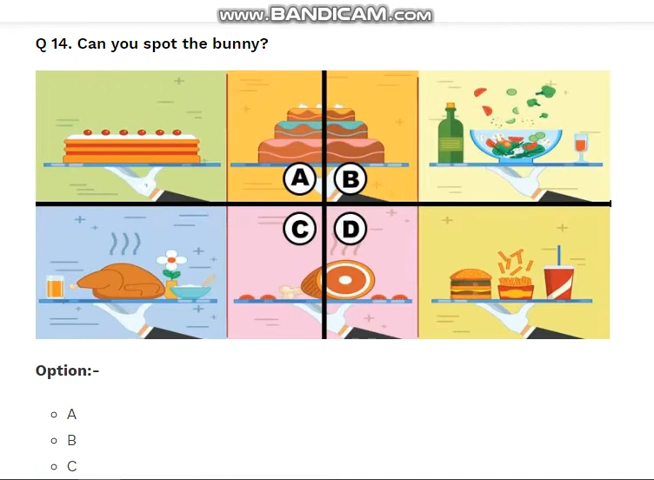 www.BANDICAM.com
Q 14. Can you spot the bunny?
A B
C D
Option:-
A
B
C